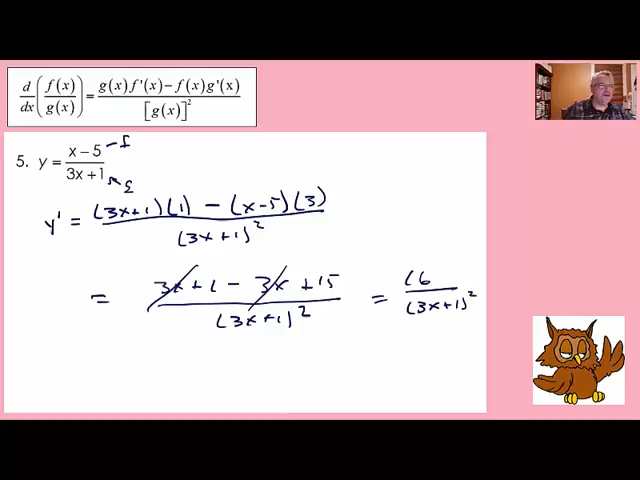 d/dx (f(x)/g(x)) = (g(x)f'(x) − f(x)g'(x))/[g(x)]²
5. y = (x − 5)/(3x + 1) – f
g
y' = ((3x+1)(1) − (x−5)(3))/(3x+1)²
= (3x + 1 − 3x + 15)/(3x+1)² = 16/(3x+1)²